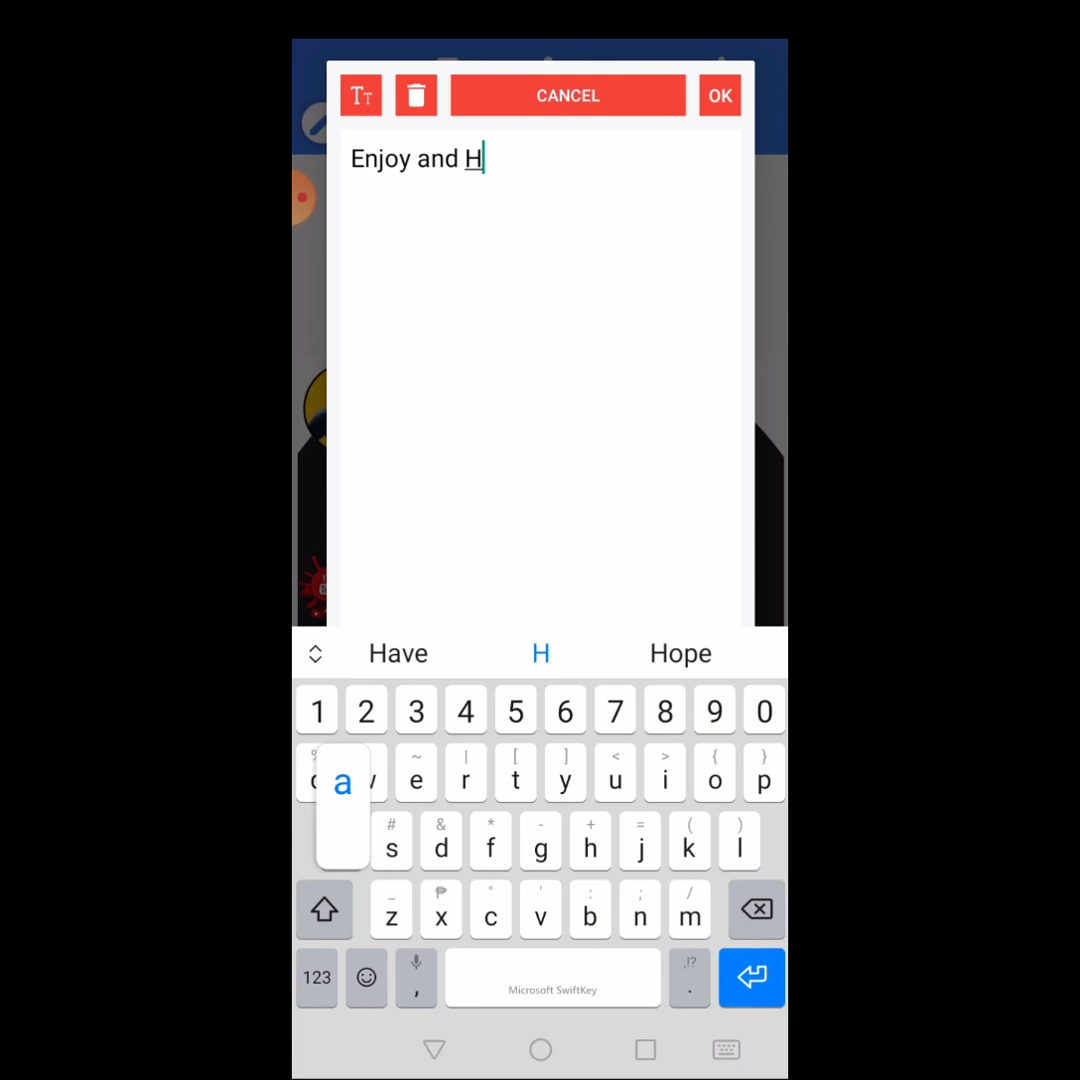 TT CANCEL OK
Enjoy and H
Have H Hope
1 2 3 4 5 6 7 8 9 0
~ | [ ] < > { }
a e r t y u i o p
# & * - + = ( )
s d f g h j k l
_ ₱ " ' : ; /
z x c v b n m
,!?
123 , Microsoft SwiftKey .